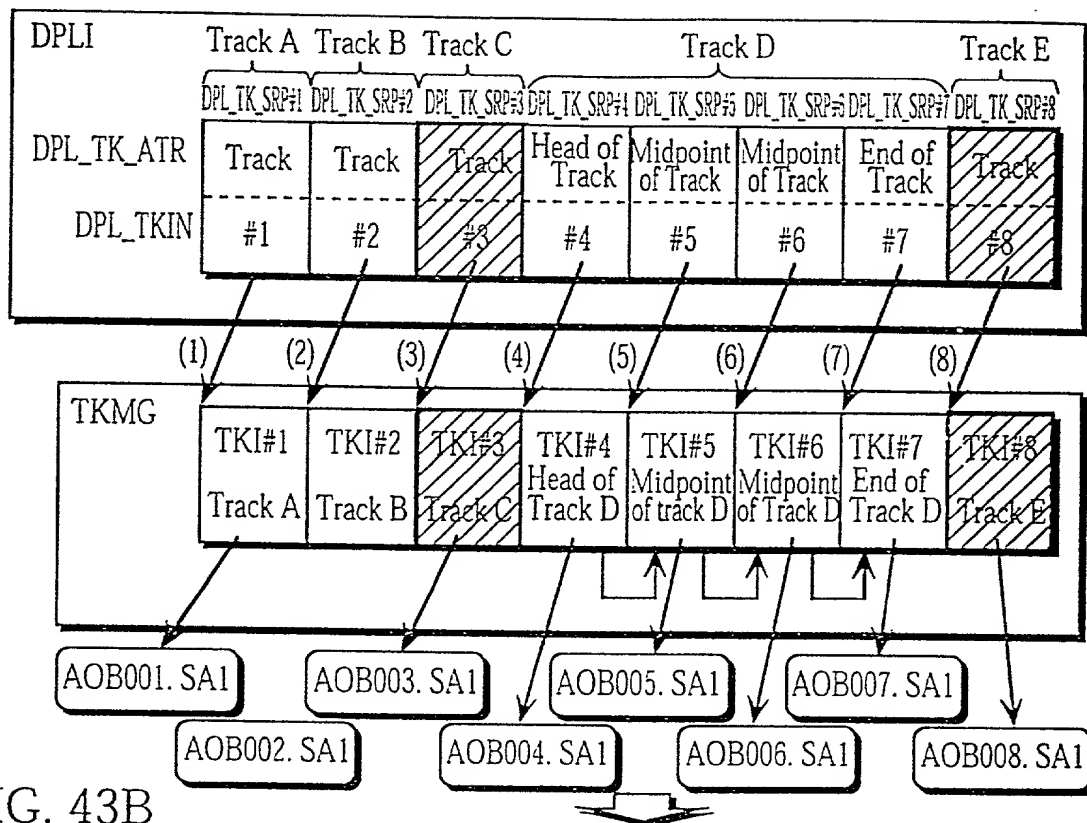 DPLI
Track A Track B Track C Track D Track E
DPL_TK_SRP#1 DPL_TK_SRP#2 DPL_TK_SRP#3 DPL_TK_SRP#4 DPL_TK_SRP#5 DPL_TK_SRP#6 DPL_TK_SRP#7 DPL_TK_SRP#8
DPL_TK_ATR
Track Track Track Head of Track Midpoint of Track Midpoint of Track End of Track Track
DPL_TKIN
#1 #2 #3 #4 #5 #6 #7 #8
(1) (2) (3) (4) (5) (6) (7) (8)
TKMG
TKI#1 TKI#2 TKI#3 TKI#4 TKI#5 TKI#6 TKI#7 TKI#8
Track A Track B Track C Head of Track D Midpoint of track D Midpoint of Track D End of Track D Track E
AOB001. SA1 AOB003. SA1 AOB005. SA1 AOB007. SA1
AOB002. SA1 AOB004. SA1 AOB006. SA1 AOB008. SA1
IG. 43B